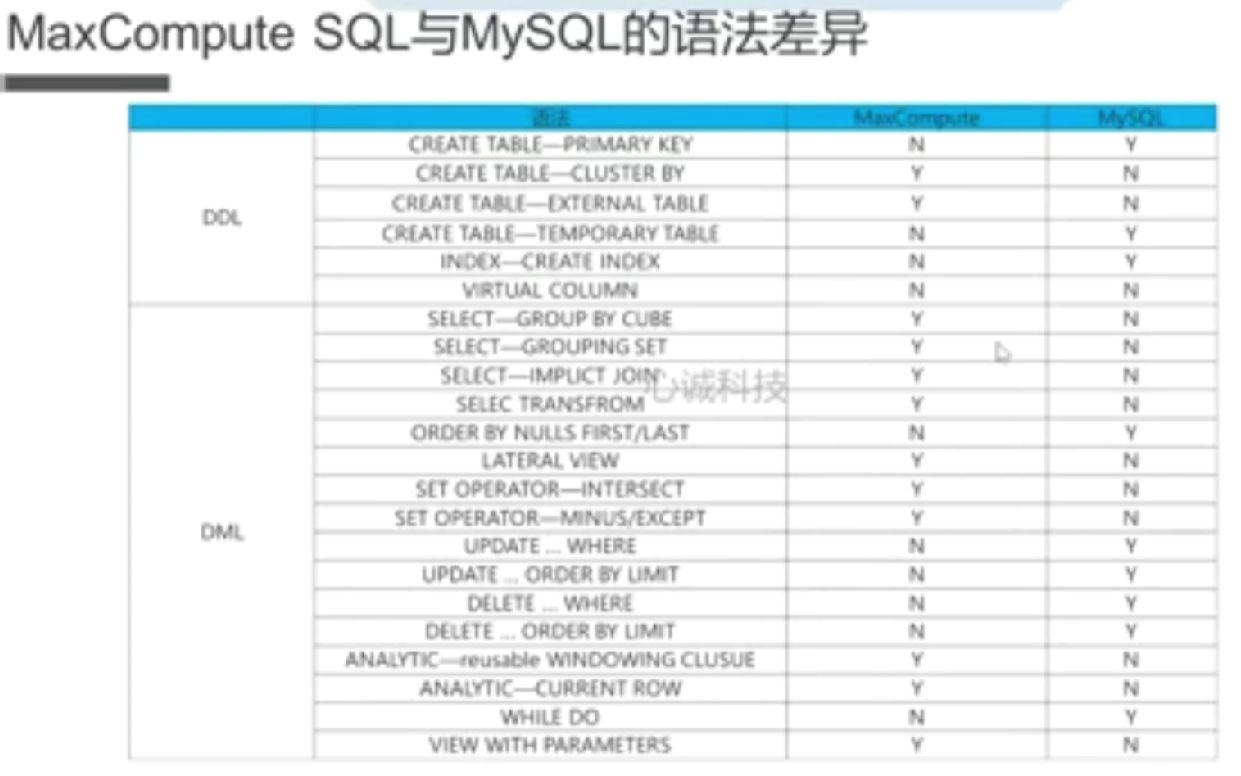 MaxCompute SQL与MySQL的语法差异
语法 MaxCompute MySQL
DDL
CREATE TABLE—PRIMARY KEY N Y
CREATE TABLE—CLUSTER BY Y N
CREATE TABLE—EXTERNAL TABLE Y N
CREATE TABLE—TEMPORARY TABLE N Y
INDEX—CREATE INDEX N Y
VIRTUAL COLUMN N N
DML
SELECT—GROUP BY CUBE Y N
SELECT—GROUPING SET Y N
SELECT—IMPLICT JOIN Y N
心诚科技
SELEC TRANSFROM Y N
ORDER BY NULLS FIRST/LAST N Y
LATERAL VIEW Y N
SET OPERATOR—INTERSECT Y N
SET OPERATOR—MINUS/EXCEPT Y N
UPDATE ... WHERE N Y
UPDATE ... ORDER BY LIMIT N Y
DELETE ... WHERE N Y
DELETE ... ORDER BY LIMIT N Y
ANALYTIC—reusable WINDOWING CLUSUE Y N
ANALYTIC—CURRENT ROW Y N
WHILE DO N Y
VIEW WITH PARAMETERS Y N